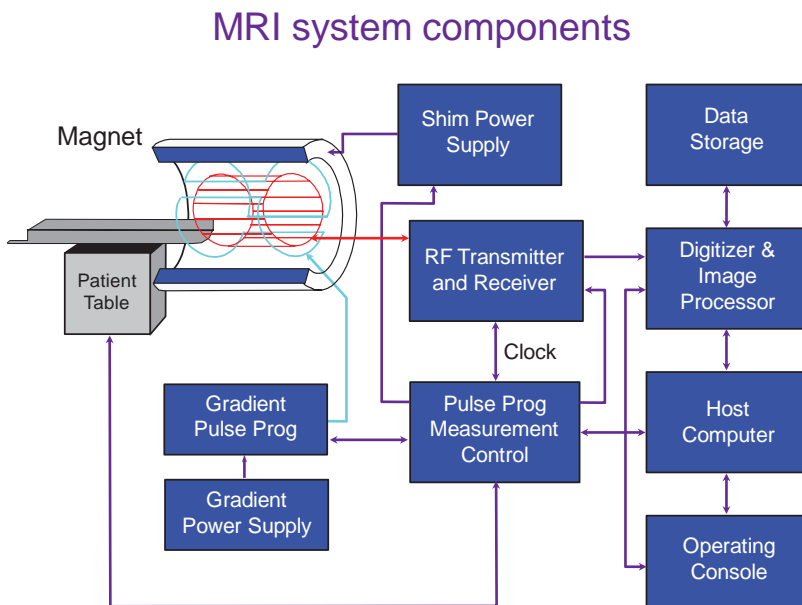 MRI system components
Magnet
Shim Power
Supply
Data
Storage
Patient
Table
RF Transmitter
and Receiver
Digitizer &
Image
Processor
Clock
Gradient
Pulse Prog
Pulse Prog
Measurement
Control
Host
Computer
Gradient
Power Supply
Operating
Console